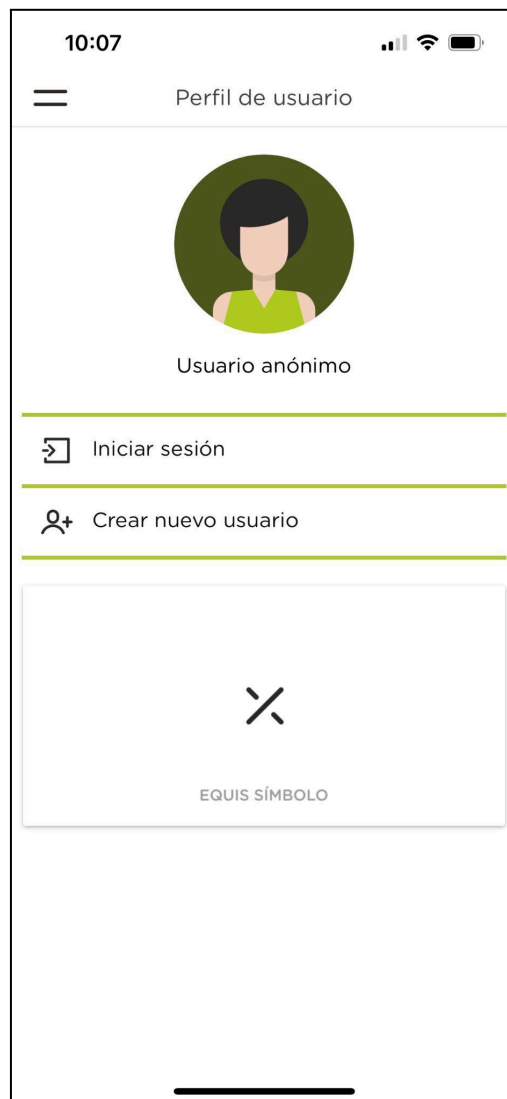 10:07
Perfil de usuario
Usuario anónimo
Iniciar sesión
Crear nuevo usuario
EQUIS SÍMBOLO